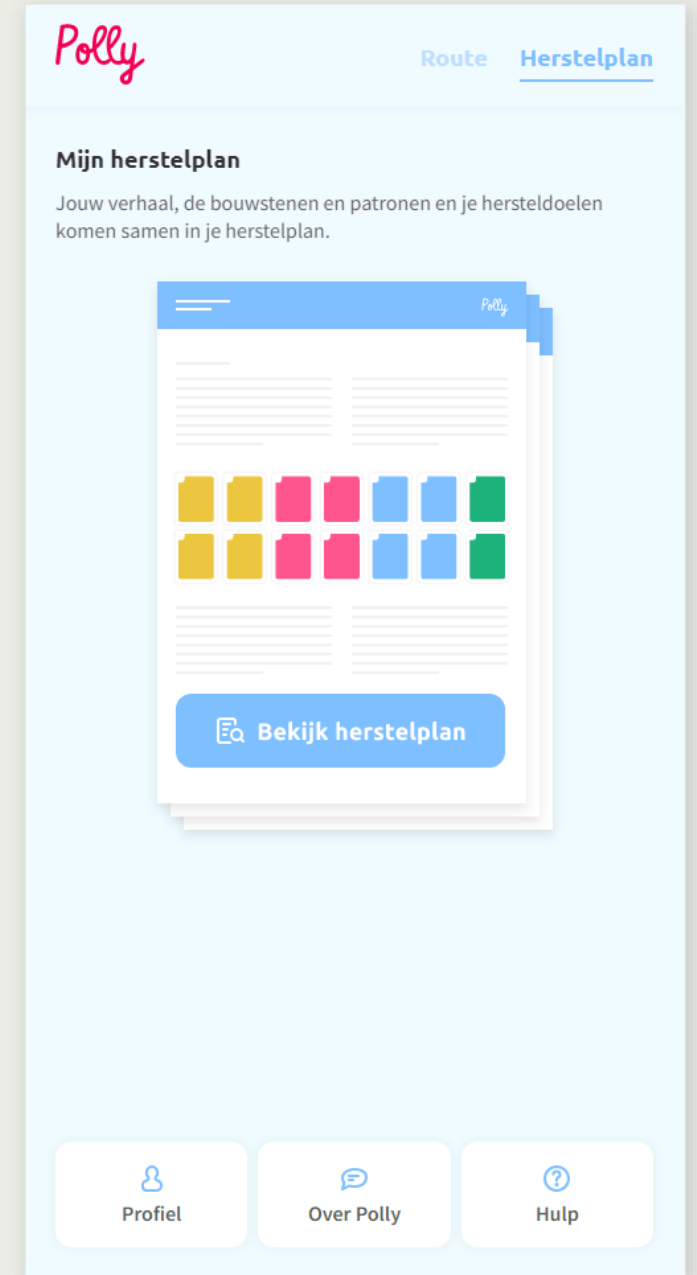 Polly
Route
Herstelplan
Mijn herstelplan
Jouw verhaal, de bouwstenen en patronen en je hersteldoelen
komen samen in je herstelplan.
Polly
Bekijk herstelplan
Profiel
Over Polly
Hulp